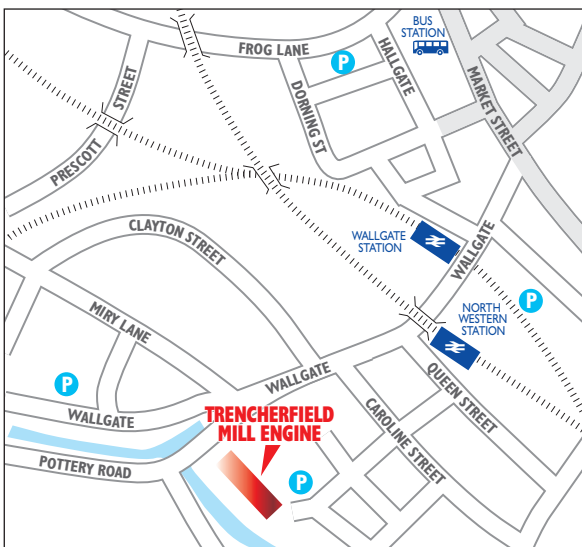 BUS
STATION
FROG LANE
P
HALLGATE
STREET
DORNING ST
MARKET STREET
PRESCOTT
CLAYTON STREET
WALLGATE
STATION
WALLGATE
P
NORTH
WESTERN
STATION
MIRY LANE
P
WALLGATE
QUEEN STREET
WALLGATE
TRENCHERFIELD
MILL ENGINE
CAROLINE STREET
POTTERY ROAD
P